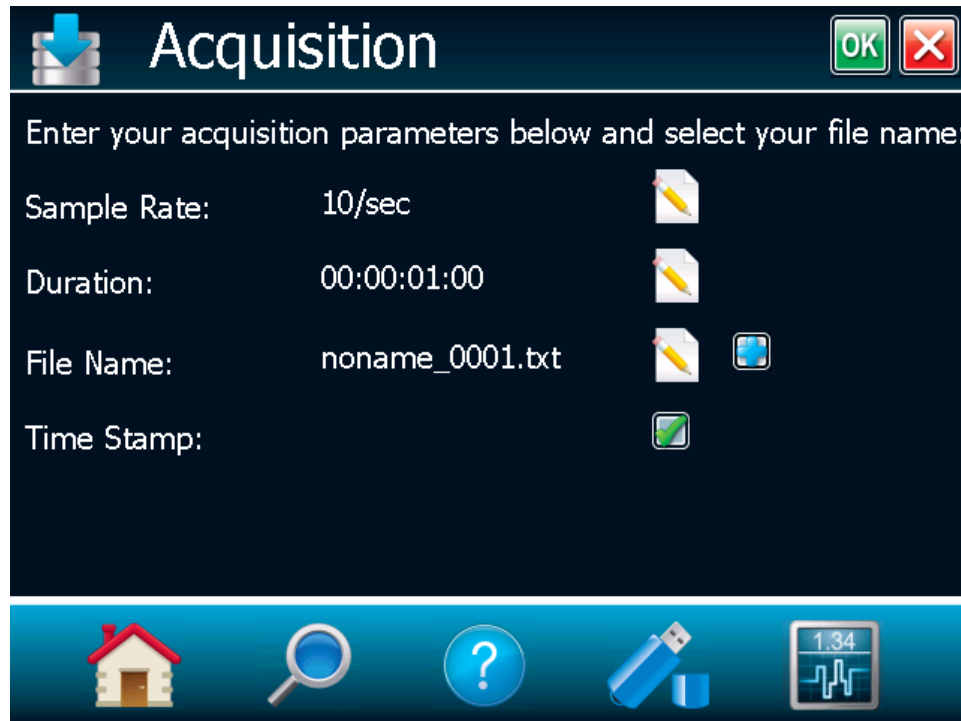 Acquisition
OK
Enter your acquisition parameters below and select your file name:
Sample Rate: 10/sec
Duration: 00:00:01:00
File Name: noname_0001.txt
Time Stamp:
?
1.34